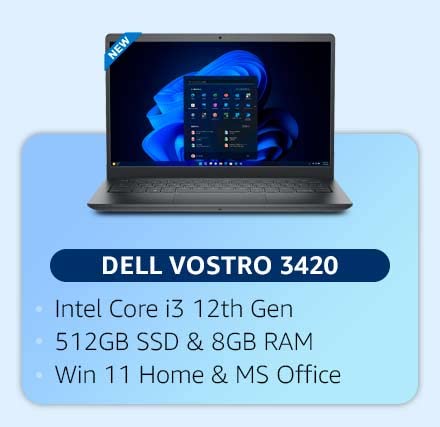 NEW
DELL VOSTRO 3420
Intel Core i3 12th Gen
512GB SSD & 8GB RAM
Win 11 Home & MS Office